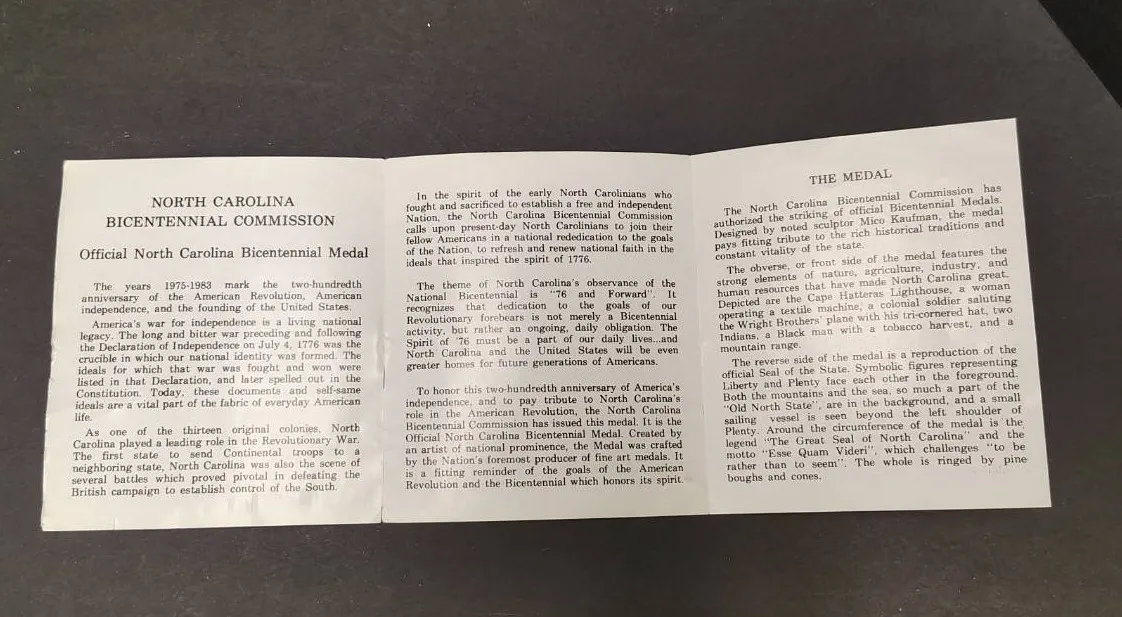 NORTH CAROLINA
BICENTENNIAL COMMISSION
Official North Carolina Bicentennial Medal
The years 1975-1983 mark the two-hundredth
anniversary of the American Revolution, American
independence, and the founding of the United States.
America's war for independence is a living national
legacy. The long and bitter war preceding and following
the Declaration of Independence on July 4, 1776 was the
crucible in which our national identity was formed. The
ideals for which that war was fought and won were
listed in that Declaration, and later spelled out in the
Constitution. Today, these documents and self-same
ideals are a vital part of the fabric of everyday American
life.
As one of the thirteen original colonies, North
Carolina played a leading role in the Revolutionary War.
The first state to send Continental troops to a
neighboring state, North Carolina was also the scene of
several battles which proved pivotal in defeating the
British campaign to establish control of the South.
In the spirit of the early North Carolinians who
fought and sacrificed to establish a free and independent
Nation, the North Carolina Bicentennial Commission
calls upon present-day North Carolinians to join their
fellow Americans in a national rededication to the goals
of the Nation, to refresh and renew national faith in the
ideals that inspired the spirit of 1776.
The theme of North Carolina's observance of the
National Bicentennial is "76 and Forward". It
recognizes that dedication to the goals of our
Revolutionary forebears is not merely a Bicentennial
activity, but rather an ongoing, daily obligation. The
Spirit of '76 must be a part of our daily lives...and
North Carolina and the United States will be even
greater homes for future generations of Americans.
To honor this two-hundredth anniversary of America's
independence, and to pay tribute to North Carolina's
role in the American Revolution, the North Carolina
Bicentennial Commission has issued this medal. It is the
Official North Carolina Bicentennial Medal. Created by
an artist of national prominence, the Medal was crafted
by the Nation's foremost producer of fine art medals. It
is a fitting reminder of the goals of the American
Revolution and the Bicentennial which honors its spirit.
THE MEDAL
The North Carolina Bicentennial Commission has
authorized the striking of official Bicentennial Medals.
Designed by noted sculptor Mico Kaufman, the medal
pays fitting tribute to the rich historical traditions and
constant vitality of the state.
The obverse, or front side of the medal features the
strong elements of nature, agriculture, industry, and
human resources that have made North Carolina great.
Depicted are the Cape Hatteras Lighthouse, a woman
operating a textile machine, a colonial soldier saluting
the Wright Brothers' plane with his tri-cornered hat, two
Indians, a Black man with a tobacco harvest, and a
mountain range.
The reverse side of the medal is a reproduction of the
official Seal of the State. Symbolic figures representing
Liberty and Plenty face each other in the foreground.
Both the mountains and the sea, so much a part of the
"Old North State", are in the background, and a small
sailing vessel is seen beyond the left shoulder of
Plenty. Around the circumference of the medal is the
legend "The Great Seal of North Carolina" and the
motto "Esse Quam Videri", which challenges "to be
rather than to seem". The whole is ringed by pine
boughs and cones.